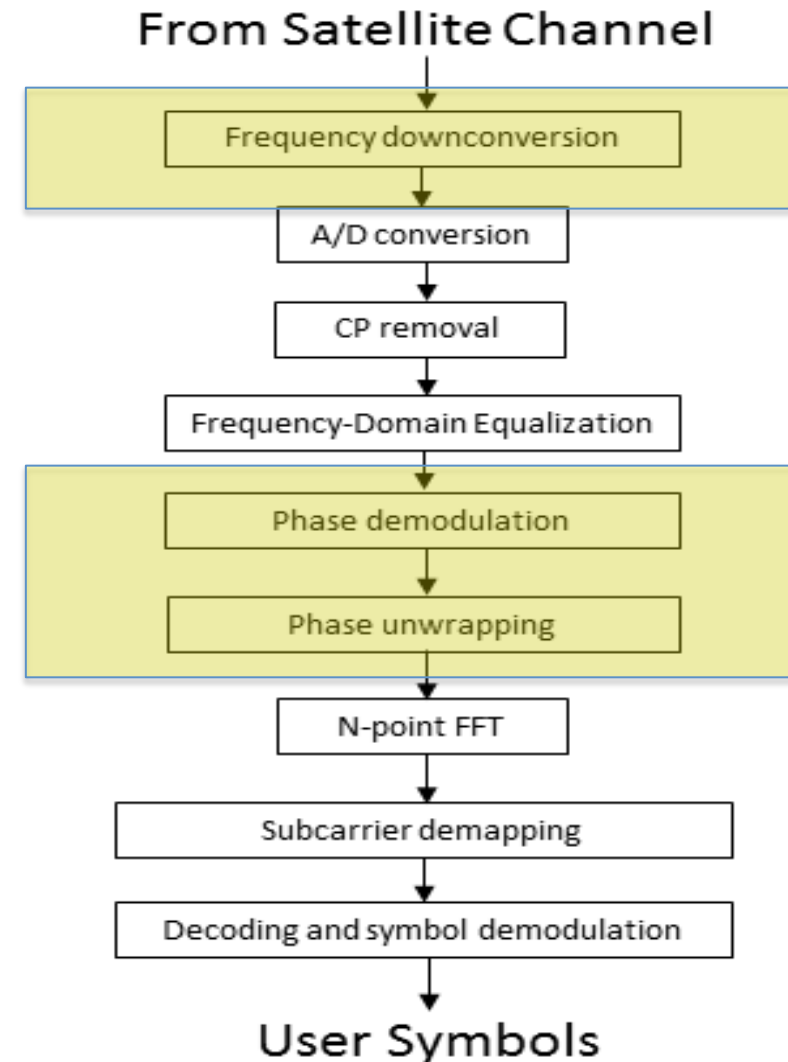 From Satellite Channel
Frequency downconversion
A/D conversion
CP removal
Frequency-Domain Equalization
Phase demodulation
Phase unwrapping
N-point FFT
Subcarrier demapping
Decoding and symbol demodulation
User Symbols